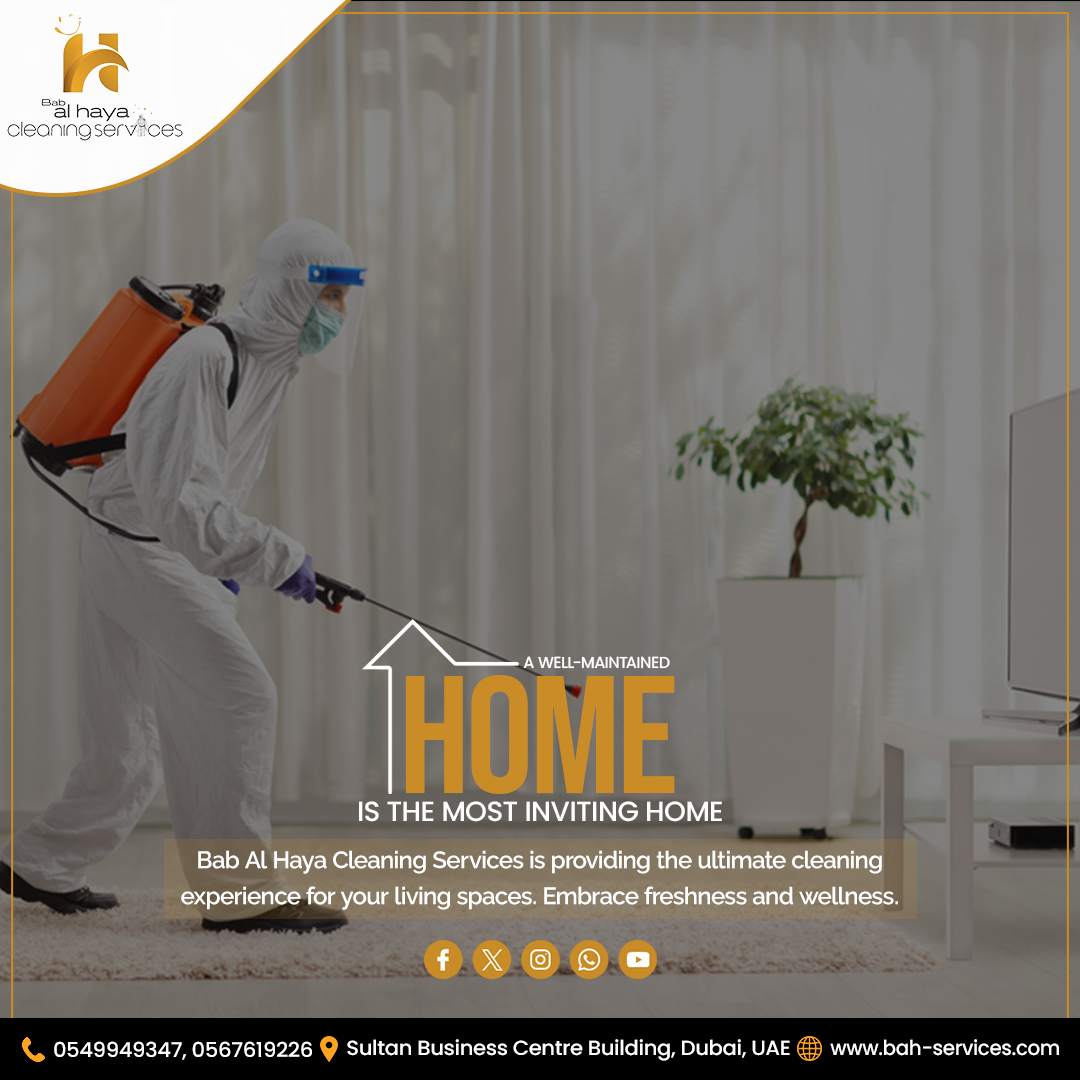 Bab
al haya
cleaning services
A WELL-MAINTAINED
HOME
IS THE MOST INVITING HOME
Bab Al Haya Cleaning Services is providing the ultimate cleaning
experience for your living spaces. Embrace freshness and wellness.
0549949347, 0567619226 Sultan Business Centre Building, Dubai, UAE www.bah-services.com